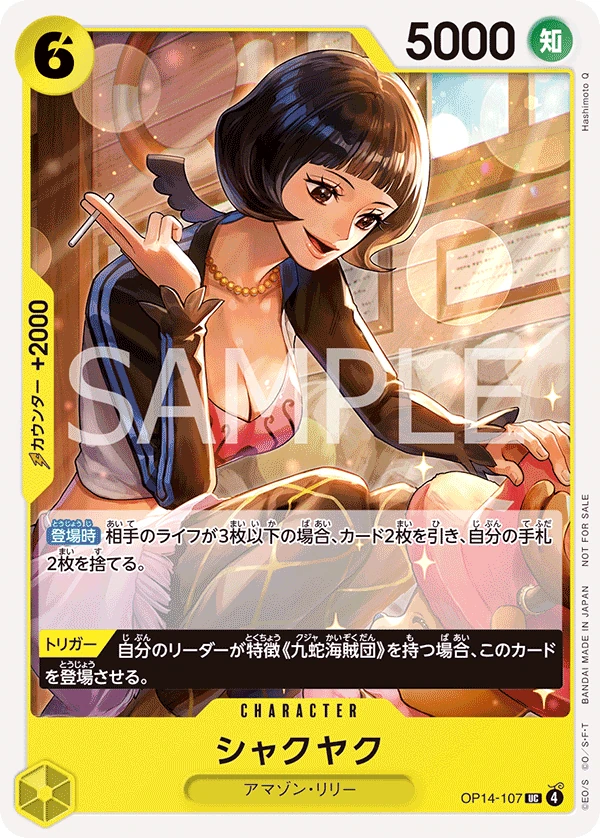 6
5000 知
Hashimoto Q
カウンター +2000
SAMPLE
登場時 相手のライフが3枚以下の場合、カード2枚を引き、自分の手札
2枚を捨てる。
トリガー 自分のリーダーが特徴《九蛇海賊団》を持つ場合、このカード
を登場させる。
CHARACTER
シャクヤク
アマゾン・リリー
OP14-107 UC 4
©EO/S ©O/S・F・T BANDAI MADE IN JAPAN NOT FOR SALE